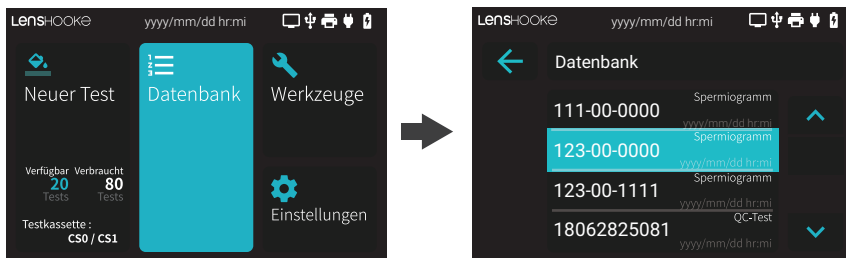 LensHOOKE yyyy/mm/dd hr:mi
Neuer Test
Datenbank
Werkzeuge
Verfügbar Verbraucht
20 80
Tests Tests
Testkassette :
CS0 / CS1
Einstellungen
LensHOOKE yyyy/mm/dd hr:mi
Datenbank
Spermiogramm
111-00-0000
yyyy/mm/dd hr:mi
Spermiogramm
123-00-0000
yyyy/mm/dd hr:mi
Spermiogramm
123-00-1111
yyyy/mm/dd hr:mi
QC-Test
18062825081
yyyy/mm/dd hr:mi